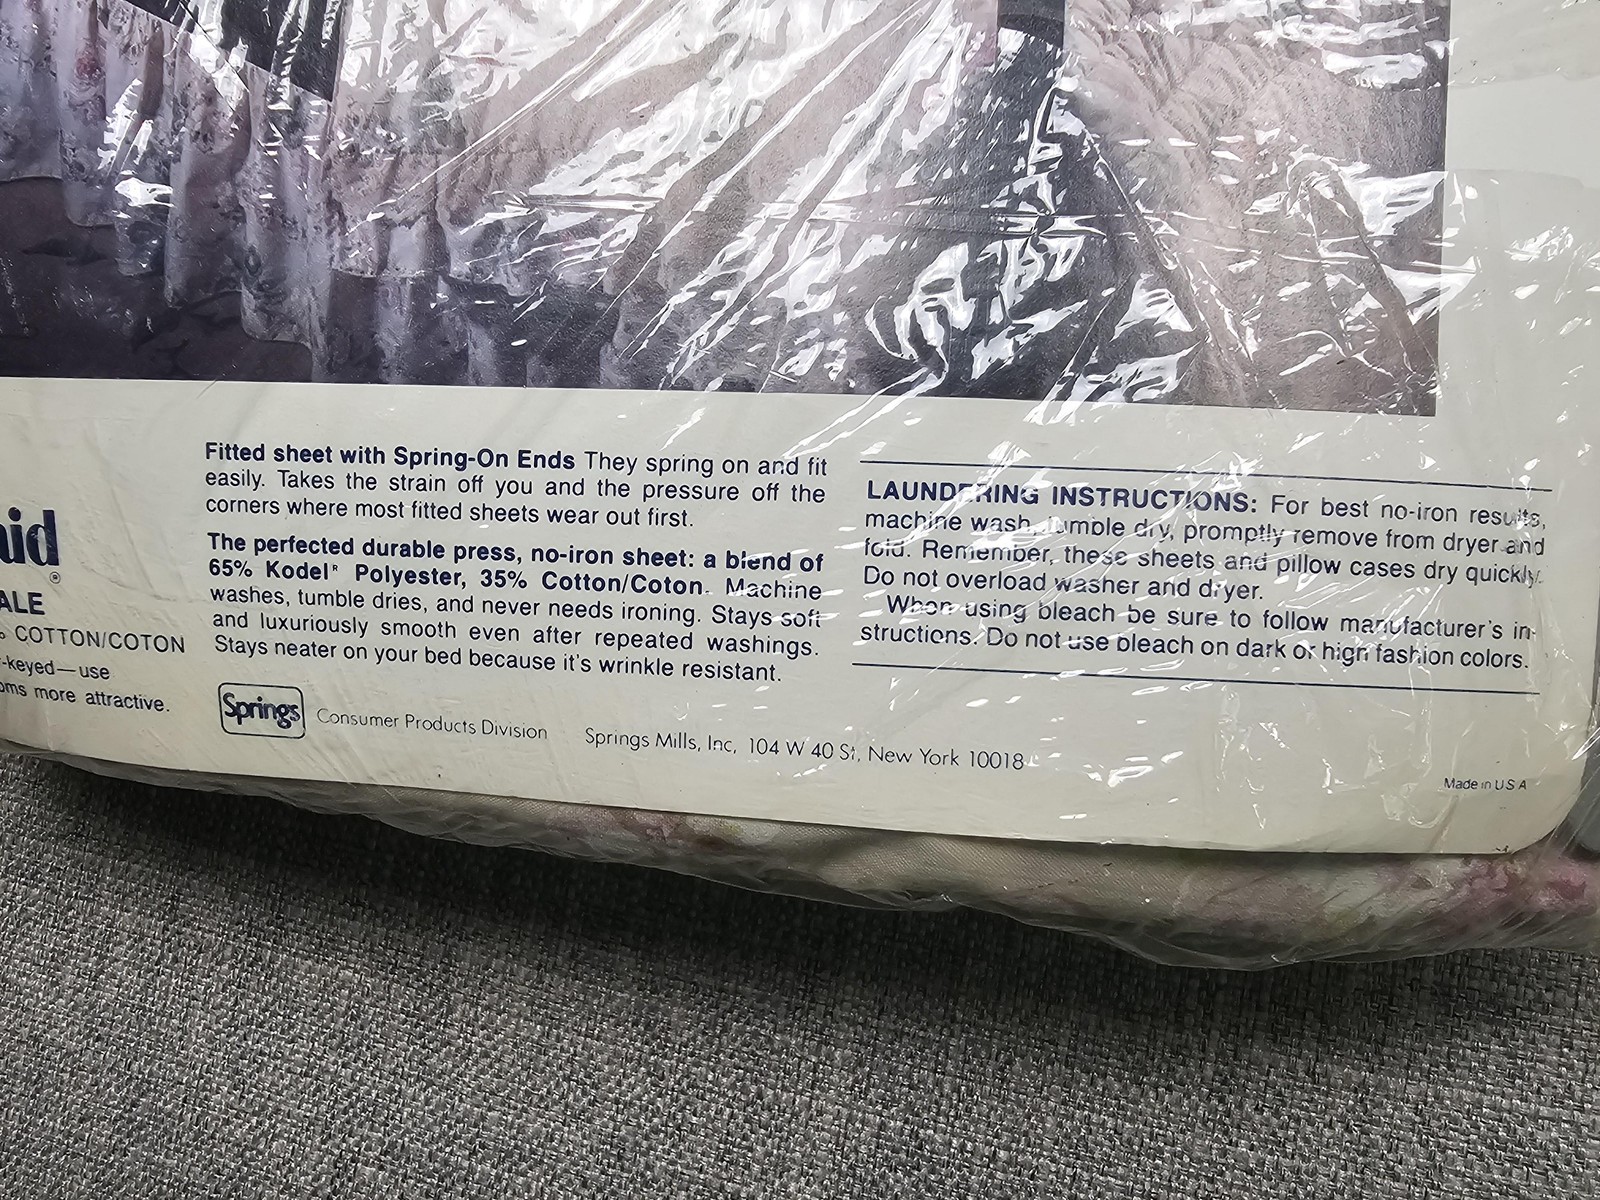 ®
ALE
% COTTON/COTON
-keyed—use
oms more attractive.
Fitted sheet with Spring-On Ends They spring on and fit
easily. Takes the strain off you and the pressure off the
corners where most fitted sheets wear out first.
The perfected durable press, no-iron sheet: a blend of
65% Kodel® Polyester, 35% Cotton/Coton. Machine
washes, tumble dries, and never needs ironing. Stays soft
and luxuriously smooth even after repeated washings.
Stays neater on your bed because it's wrinkle resistant.
Springs Consumer Products Division Springs Mills, Inc, 104 W 40 St, New York 10018
LAUNDERING INSTRUCTIONS: For best no-iron results,
machine wash, tumble dry, promptly remove from dryer and
fold. Remember, these sheets and pillow cases dry quickly.
Do not overload washer and dryer.
When using bleach be sure to follow manufacturer's in-
structions. Do not use bleach on dark or high fashion colors.
Made in U S A